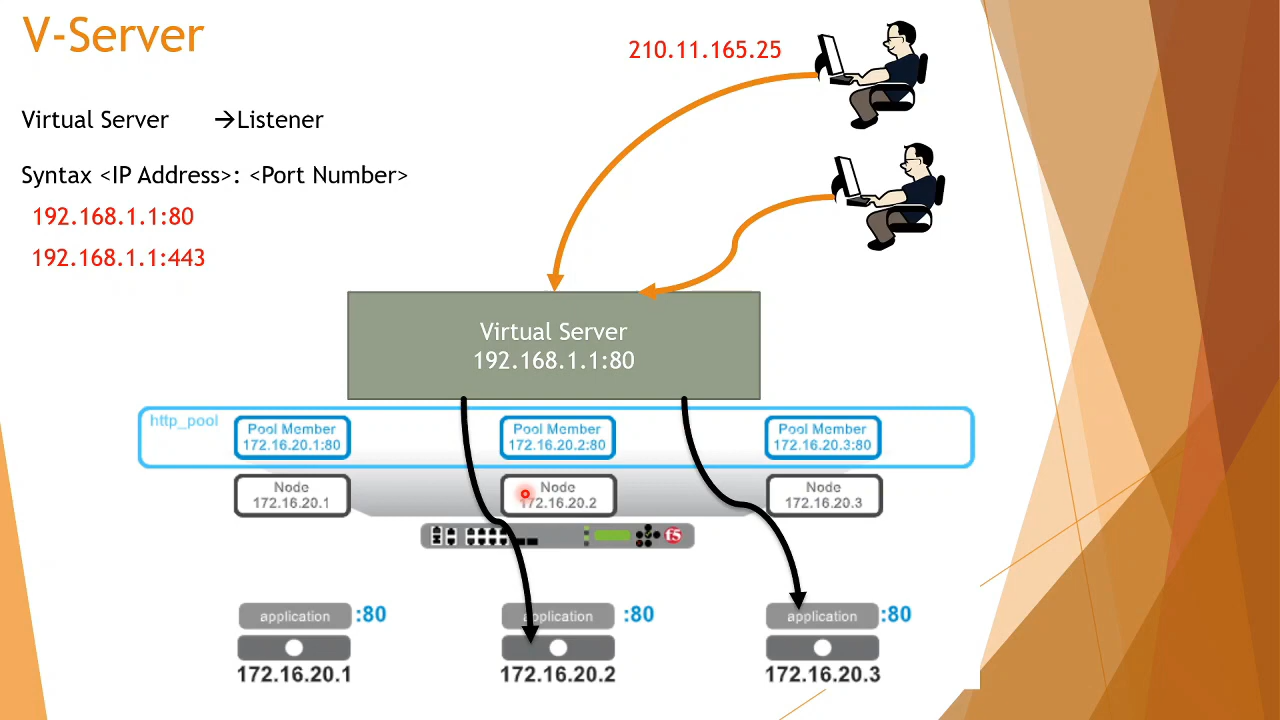 V-Server
210.11.165.25
Virtual Server →Listener
Syntax <IP Address>: <Port Number>
192.168.1.1:80
192.168.1.1:443
Virtual Server
192.168.1.1:80
http_pool
Pool Member
172.16.20.1:80
Pool Member
172.16.20.2:80
Pool Member
172.16.20.3:80
Node
172.16.20.1
Node
172.16.20.2
Node
172.16.20.3
f5
application :80
application :80
application :80
172.16.20.1
172.16.20.2
172.16.20.3